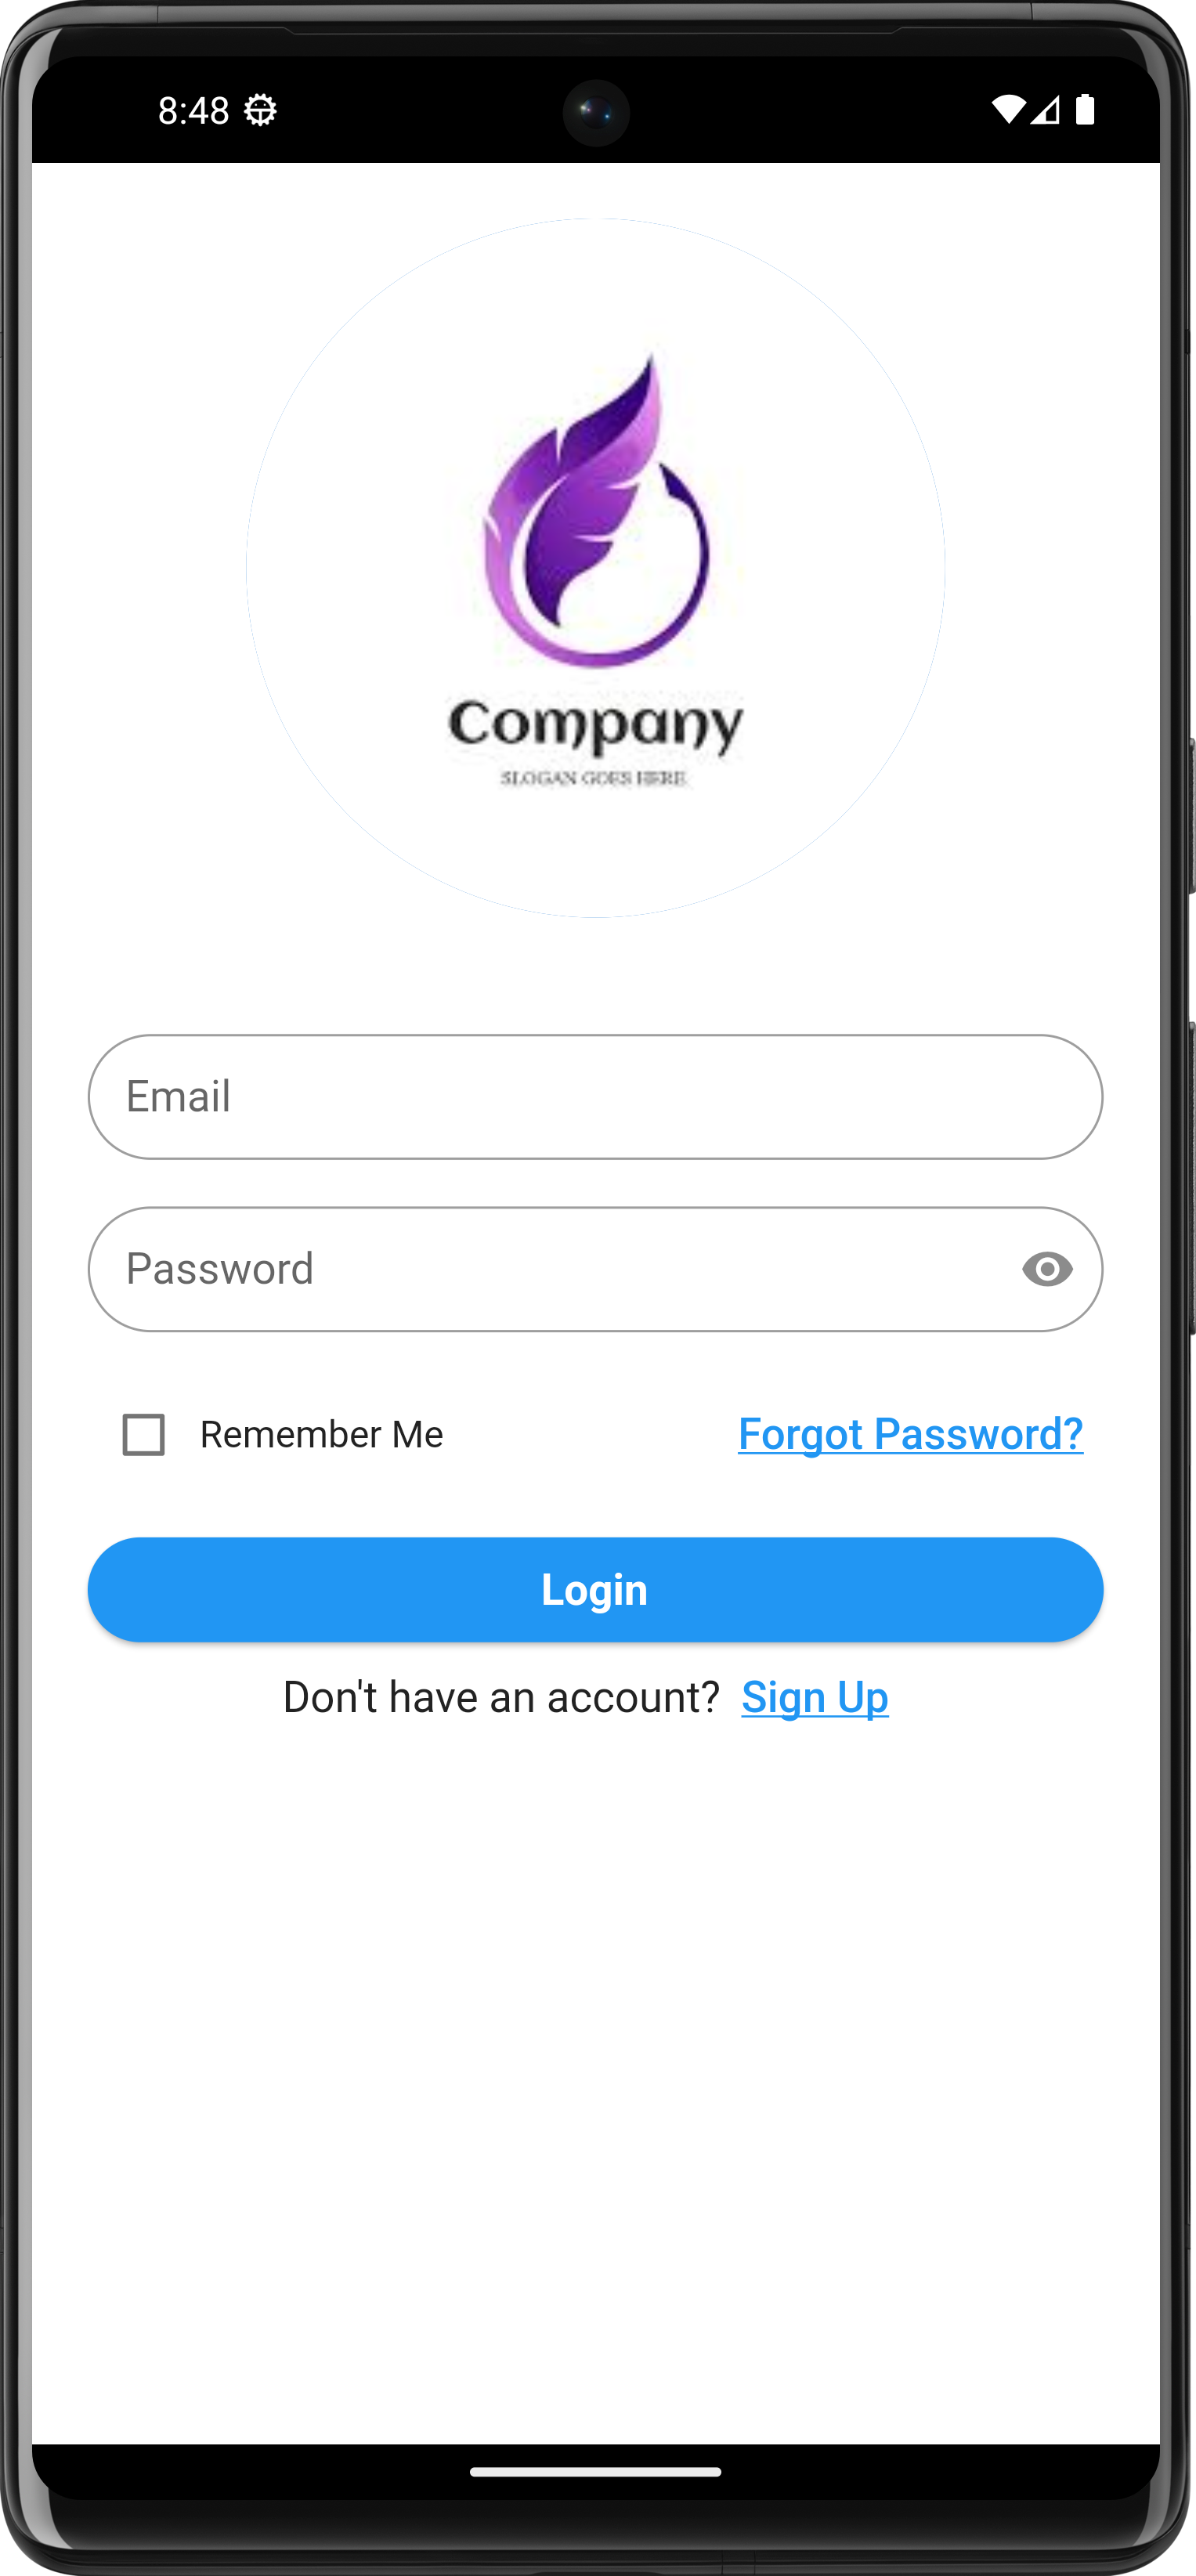 8:48
Company
SLOGAN GOES HERE
Email
Password
Remember Me Forgot Password?
Login
Don't have an account? Sign Up